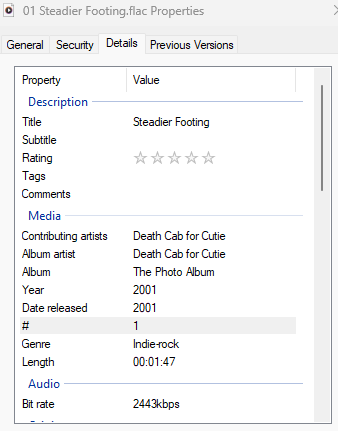 01 Steadier Footing.flac Properties
General Security Details Previous Versions
Property Value
Description
Title Steadier Footing
Subtitle
Rating
Tags
Comments
Media
Contributing artists Death Cab for Cutie
Album artist Death Cab for Cutie
Album The Photo Album
Year 2001
Date released 2001
# 1
Genre Indie-rock
Length 00:01:47
Audio
Bit rate 2443kbps